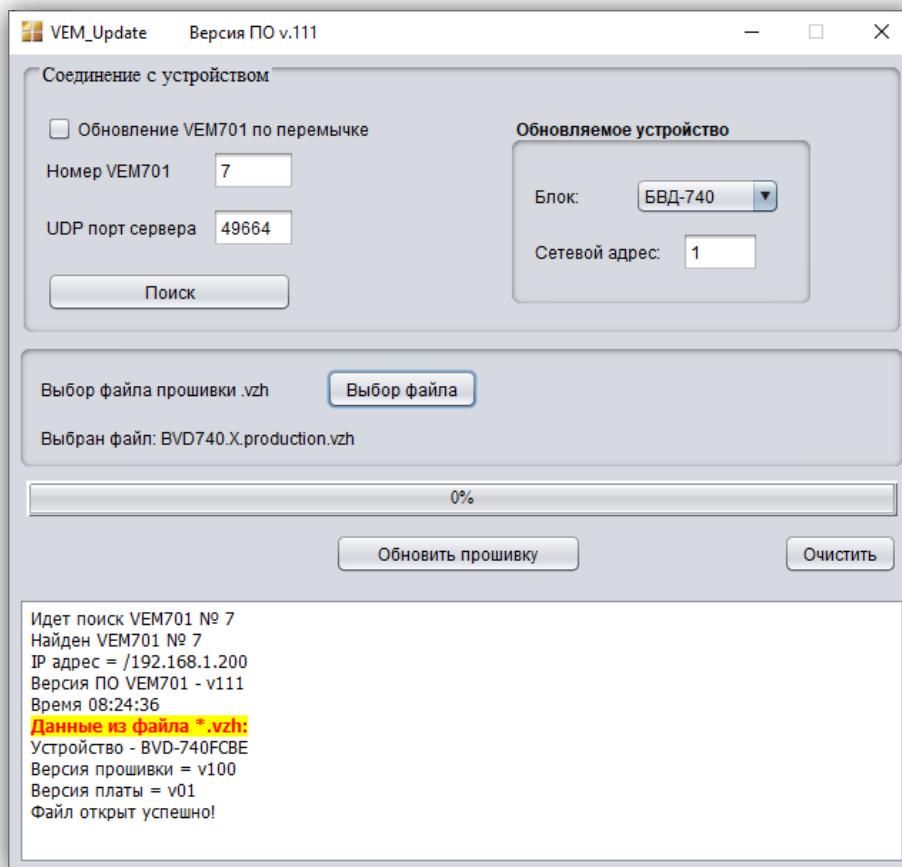 VEM_Update Версия ПО v.111
Соединение с устройством
Обновление VEM701 по перемычке
Номер VEM701 7
UDP порт сервера 49664
Поиск
Обновляемое устройство
Блок: БВД-740
Сетевой адрес: 1
Выбор файла прошивки .vzh Выбор файла
Выбран файл: BVD740.X.production.vzh
0%
Обновить прошивку Очистить
Идет поиск VEM701 № 7
Найден VEM701 № 7
IP адрес = /192.168.1.200
Версия ПО VEM701 - v111
Время 08:24:36
Данные из файла *.vzh:
Устройство - BVD-740FCBE
Версия прошивки = v100
Версия платы = v01
Файл открыт успешно!